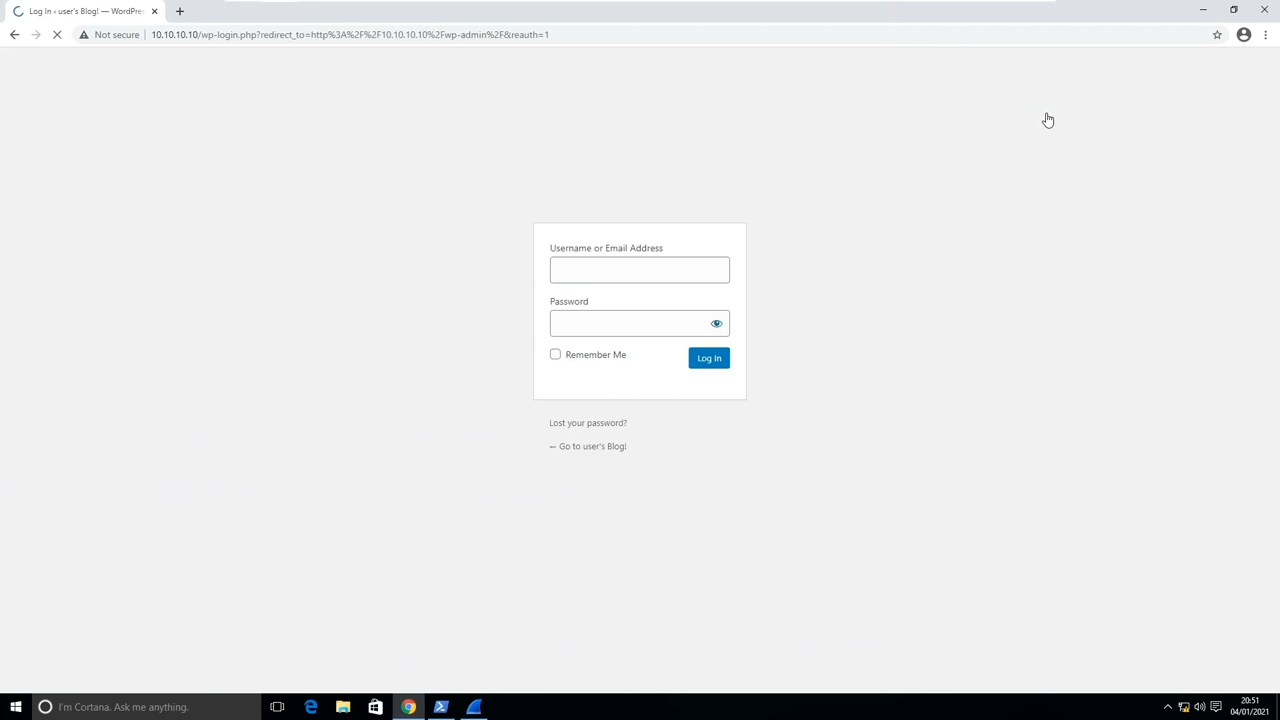 Log In ‹ user's Blog! — WordPres
Not secure
10.10.10.10/wp-login.php?redirect_to=http%3A%2F%2F10.10.10.10%2Fwp-admin%2F&reauth=1
Username or Email Address
Password
Remember Me
Log In
Lost your password?
← Go to user's Blog!
I'm Cortana. Ask me anything.
20:51
04/01/2021